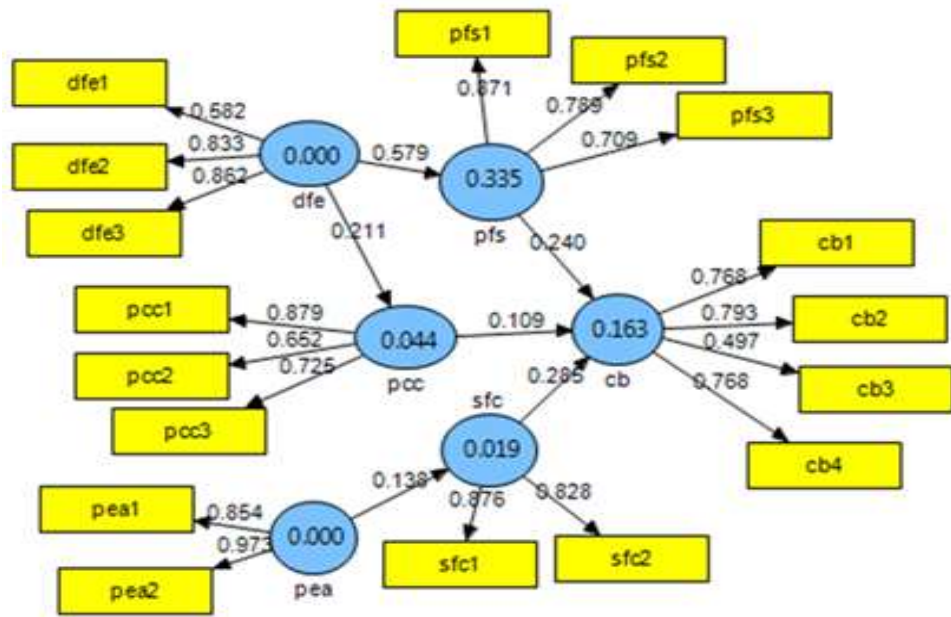 pfs1
pfs2
pfs3
dfe1
dfe2
dfe3
0.871
0.789
0.709
0.582
0.833
0.862
0.000
dfe
0.579
0.335
pfs
0.211
0.240
cb1
cb2
cb3
cb4
0.768
0.793
0.497
0.768
0.163
cb
pcc1
pcc2
pcc3
0.879
0.652
0.725
0.044
pcc
0.109
0.285
sfc
0.019
0.138
0.876
0.828
sfc1
sfc2
pea1
pea2
0.854
0.973
0.000
pea